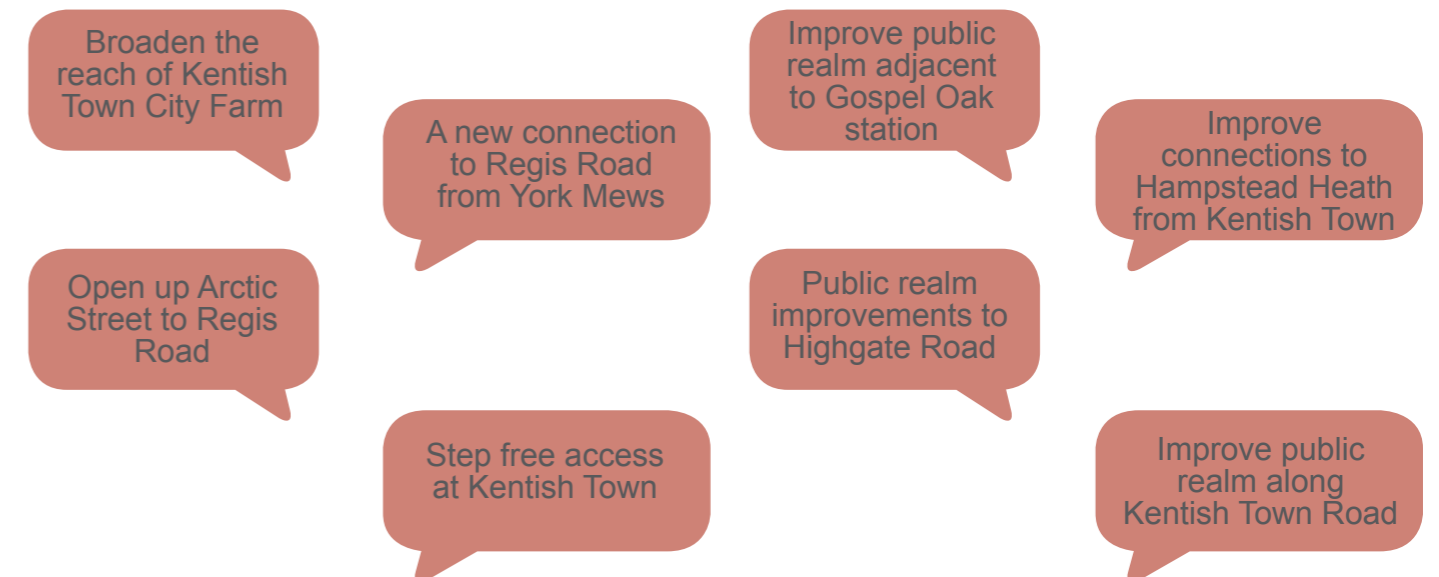 Broaden the
reach of Kentish
Town City Farm
A new connection
to Regis Road
from York Mews
Improve public
realm adjacent
to Gospel Oak
station
Improve
connections to
Hampstead Heath
from Kentish Town
Open up Arctic
Street to Regis
Road
Step free access
at Kentish Town
Public realm
improvements to
Highgate Road
Improve public
realm along
Kentish Town Road